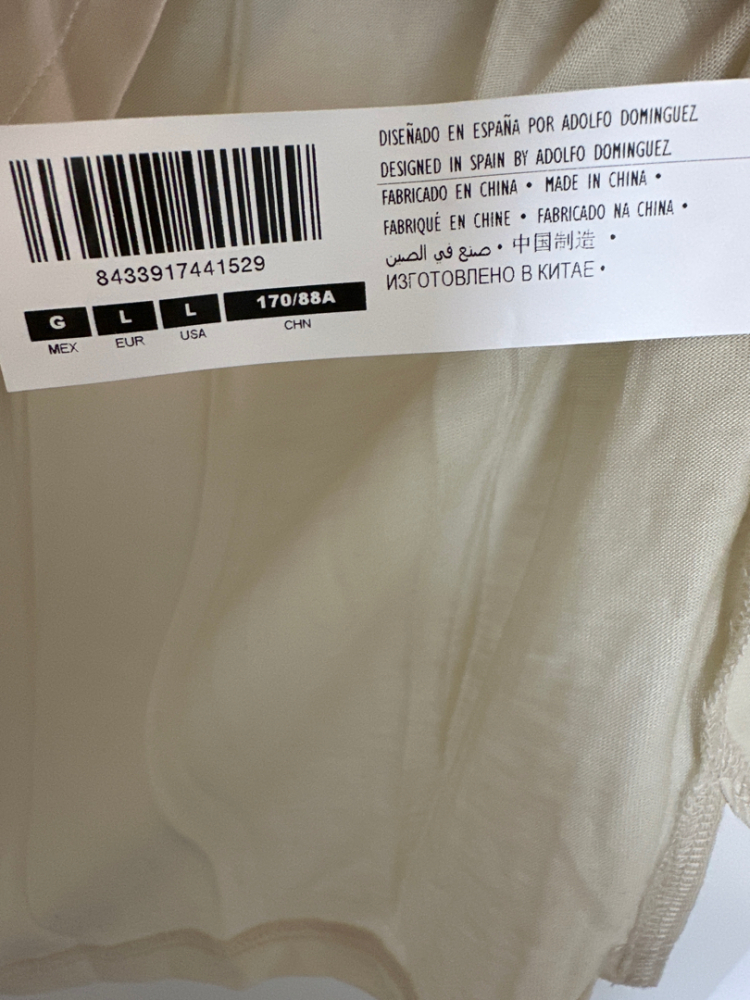 8433917441529
G L L 170/88A
MEX EUR USA CHN
DISEÑADO EN ESPAÑA POR ADOLFO DOMINGUEZ
DESIGNED IN SPAIN BY ADOLFO DOMINGUEZ
FABRICADO EN CHINA • MADE IN CHINA •
FABRIQUÉ EN CHINE • FABRICADO NA CHINA •
صنع في الصين • 中国制造 •
ИЗГОТОВЛЕНО В КИТАЕ •